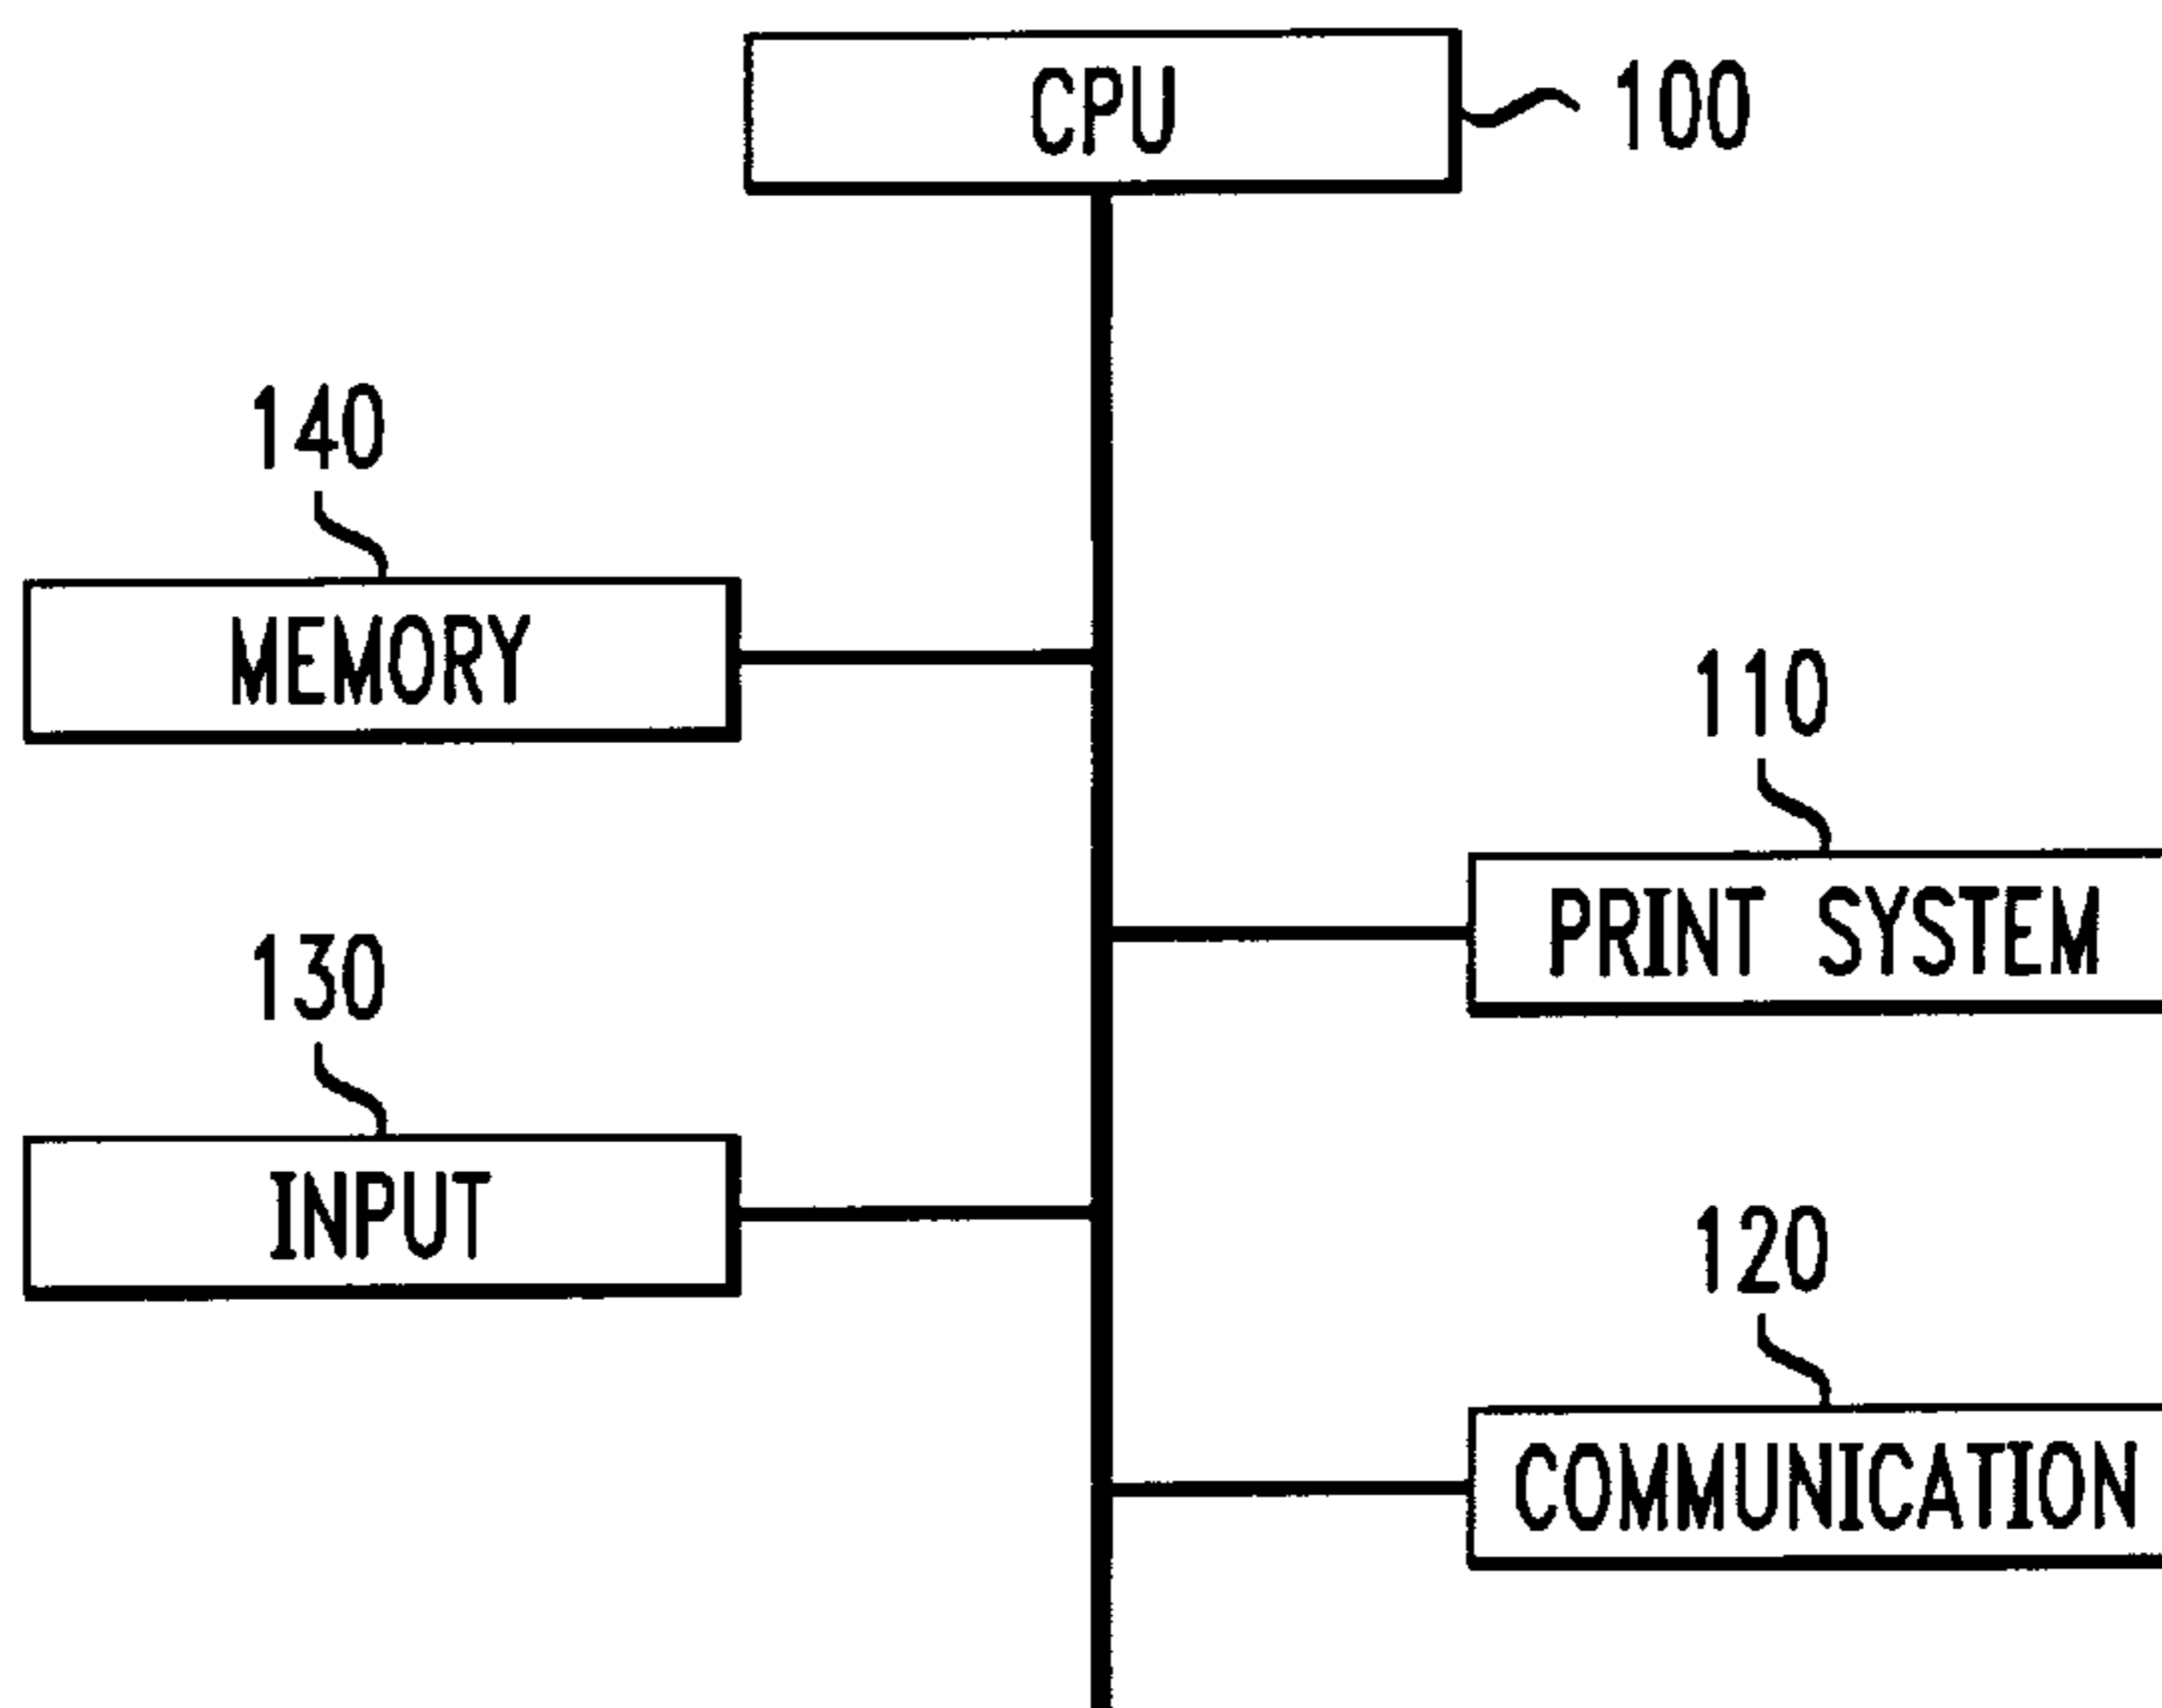 CPU
100
140
MEMORY
110
PRINT SYSTEM
130
INPUT
120
COMMUNICATION